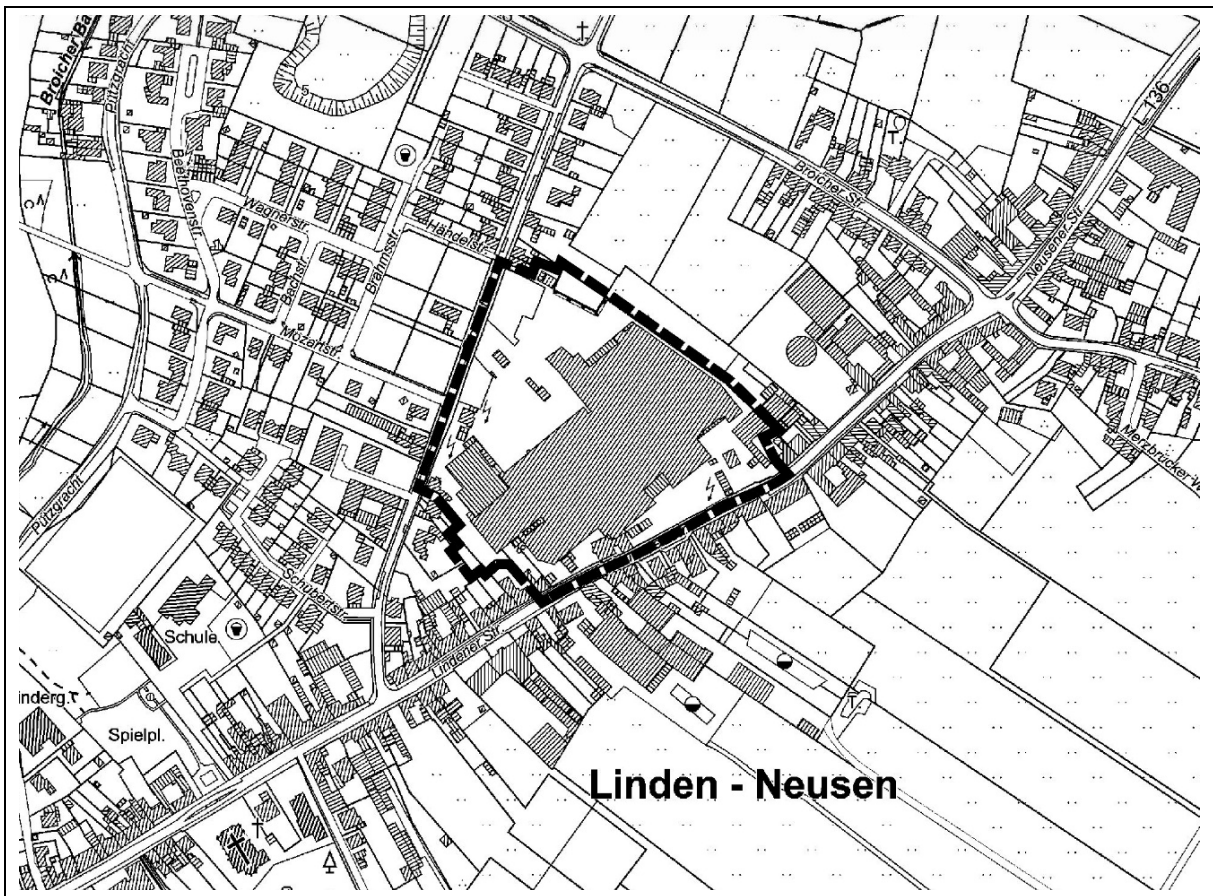 Broicher Ba
Pützgracht
Beethovenstr.
Wagnerstr.
Bachstr.
Brahmsstr.
Händelstr.
Mozartstr.
5
Broicher Str.
136
Neusener Str.
Merzbrücker W
Pützgracht
Schubertstr.
Schule
inderg.
Spielpl.
Lindener Str.
Linden - Neusen